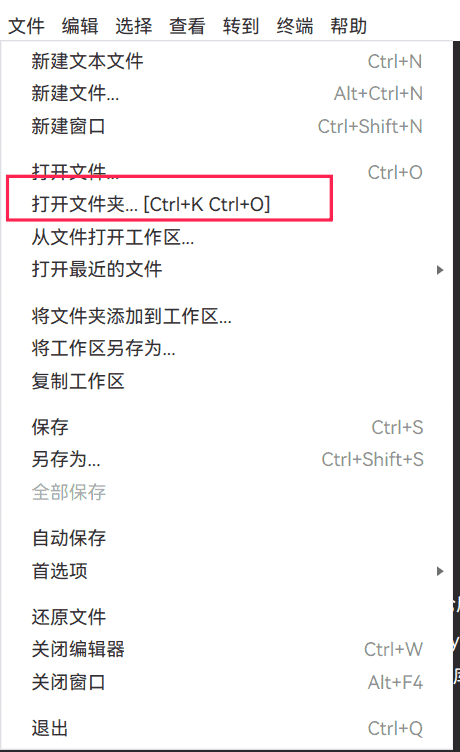 文件 编辑 选择 查看 转到 终端 帮助
新建文本文件 Ctrl+N
新建文件... Alt+Ctrl+N
新建窗口 Ctrl+Shift+N
打开文件... Ctrl+O
打开文件夹... [Ctrl+K Ctrl+O]
从文件打开工作区...
打开最近的文件
将文件夹添加到工作区...
将工作区另存为...
复制工作区
保存 Ctrl+S
另存为... Ctrl+Shift+S
全部保存
自动保存
首选项
还原文件
关闭编辑器 Ctrl+W
关闭窗口 Alt+F4
退出 Ctrl+Q